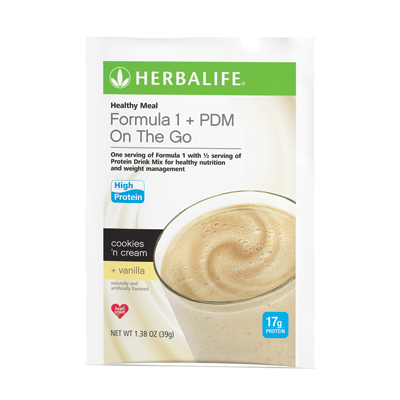 HERBALIFE
Healthy Meal
Formula 1 + PDM
On The Go
One serving of Formula 1 with ½ serving of
Protein Drink Mix for healthy nutrition
and weight management
High
Protein
cookies
'n cream
+ vanilla
naturally and
artificially flavored
NET WT 1.38 OZ (39g)
17g
PROTEIN